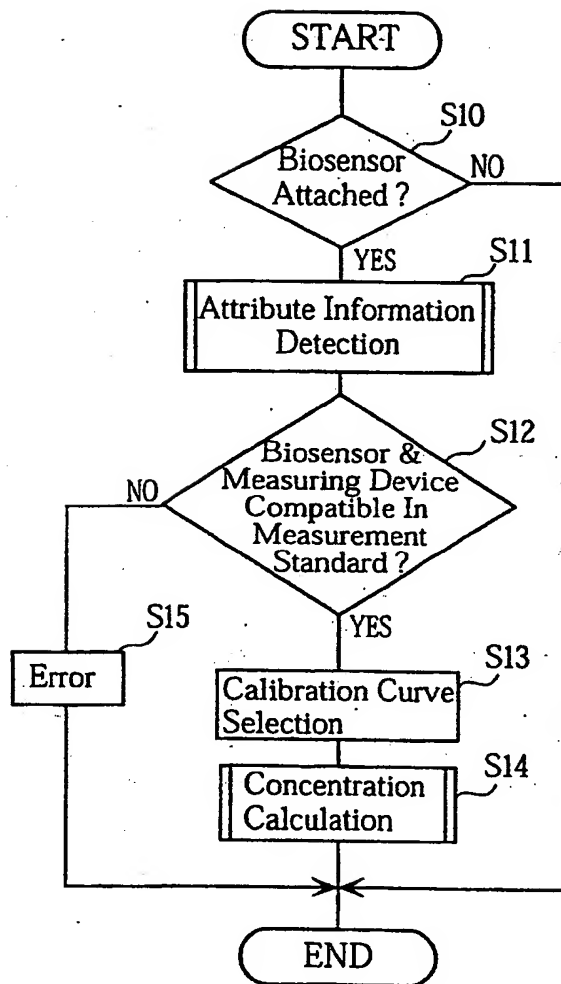 START
S10
Biosensor
Attached ?
NO
YES
S11
Attribute Information
Detection
S12
Biosensor &
Measuring Device
Compatible In
Measurement
Standard ?
NO
YES
S15
Error
S13
Calibration Curve
Selection
S14
Concentration
Calculation
END